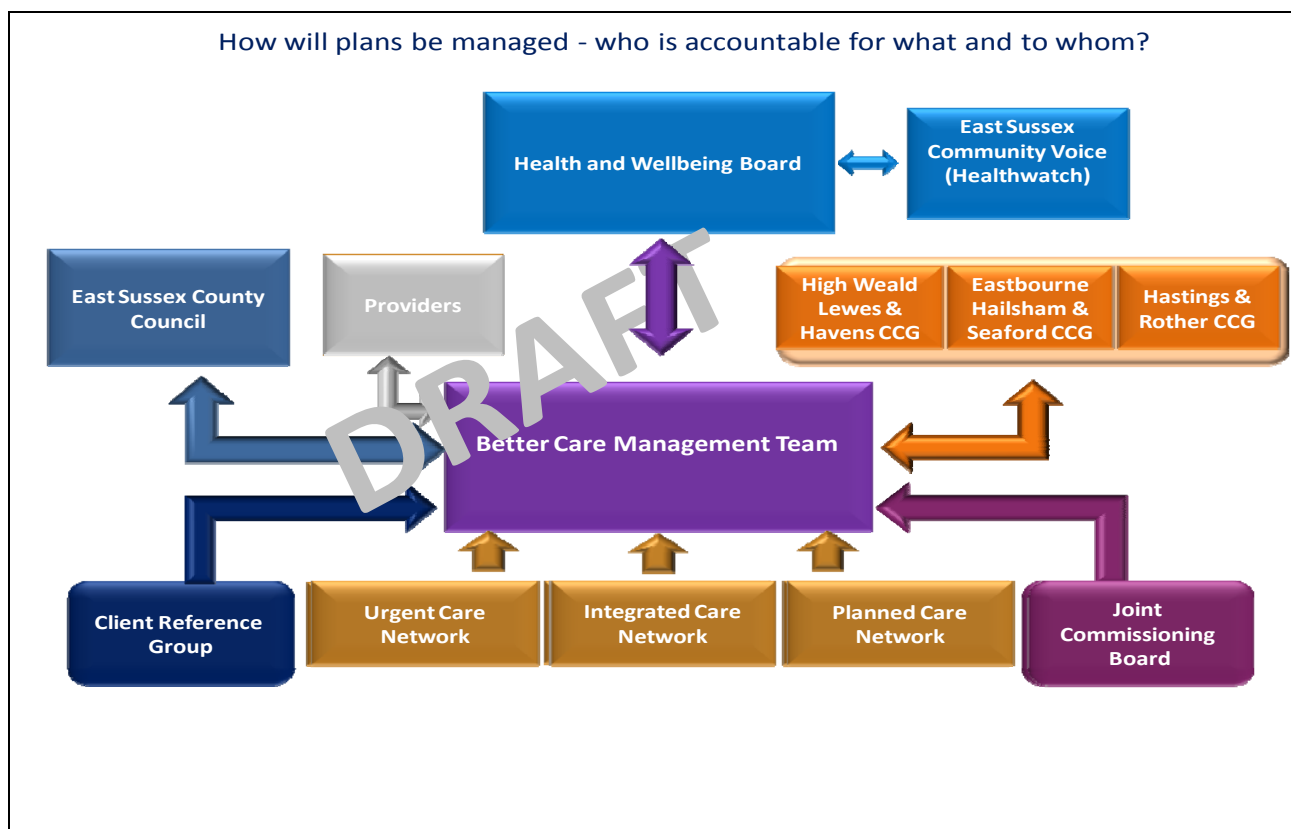 How will plans be managed - who is accountable for what and to whom?
Health and Wellbeing Board
East Sussex
Community Voice
(Healthwatch)
East Sussex County
Council
Providers
High Weald
Lewes &
Havens CCG
Eastbourne
Hailsham &
Seaford CCG
Hastings &
Rother CCG
DRAFT
Better Care Management Team
Client Reference
Group
Urgent Care
Network
Integrated Care
Network
Planned Care
Network
Joint
Commissioning
Board